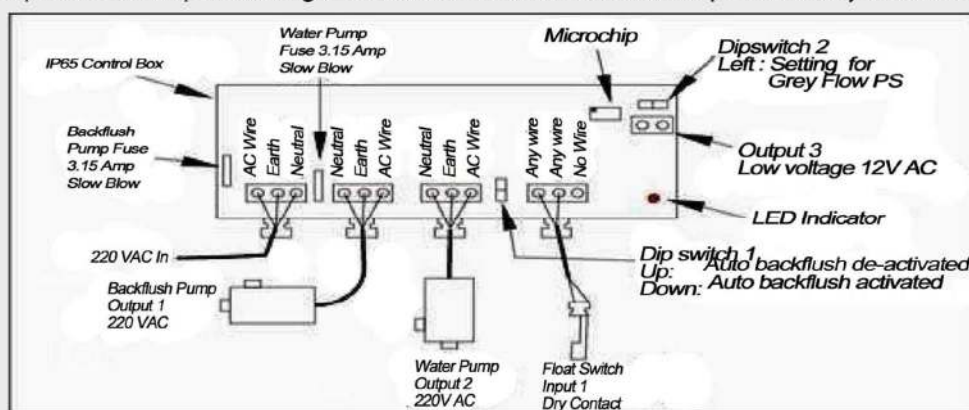 Water Pump
Fuse 3.15 Amp
Slow Blow
Microchip
Dipswitch 2
Left : Setting for
Grey Flow PS
IP65 Control Box
Backflush
Pump Fuse
3.15 Amp
Slow Blow
AC Wire
Earth
Neutral
Neutral
Earth
AC Wire
Neutral
Earth
AC Wire
Any wire
Any wire
No Wire
Output 3
Low voltage 12V AC
LED Indicator
220 VAC In
Dip switch 1
Up: Auto backflush de-activated
Down: Auto backflush activated
Backflush Pump
Output 1
220 VAC
Water Pump
Output 2
220V AC
Float Switch
Input 1
Dry Contact